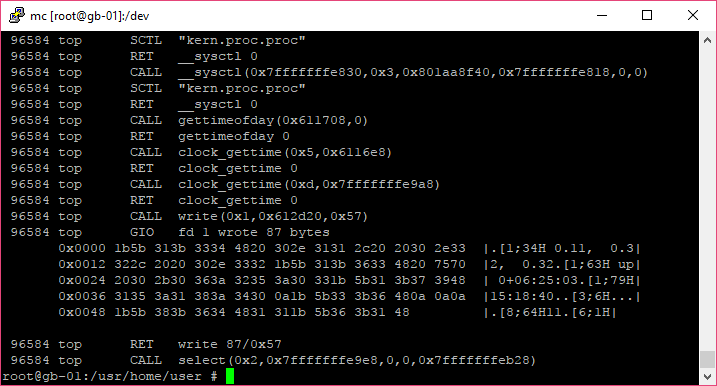 mc [root@gb-01]:/dev
96584 top SCTL "kern.proc.proc"
96584 top RET __sysctl 0
96584 top CALL __sysctl(0x7fffffffe830,0x3,0x801aa8f40,0x7fffffffe818,0,0)
96584 top SCTL "kern.proc.proc"
96584 top RET __sysctl 0
96584 top CALL gettimeofday(0x611708,0)
96584 top RET gettimeofday 0
96584 top CALL clock_gettime(0x5,0x6116e8)
96584 top RET clock_gettime 0
96584 top CALL clock_gettime(0xd,0x7fffffffe9a8)
96584 top RET clock_gettime 0
96584 top CALL write(0x1,0x612d20,0x57)
96584 top GIO fd 1 wrote 87 bytes
0x0000 1b5b 313b 3334 4820 302e 3131 2c20 2030 2e33 |.[1;34H 0.11,  0.3|
0x0012 322c 2020 302e 3332 1b5b 313b 3633 4820 7570 |2,  0.32.[1;63H up|
0x0024 2030 2b30 363a 3235 3a30 331b 5b31 3b37 3948 | 0+06:25:03.[1;79H|
0x0036 3135 3a31 383a 3430 0a1b 5b33 3b36 480a 0a0a |15:18:40..[3;6H...|
0x0048 1b5b 383b 3634 4831 311b 5b36 3b31 48 |.[8;64H11.[6;1H|
96584 top RET write 87/0x57
96584 top CALL select(0x2,0x7fffffffe9e8,0,0,0x7fffffffeb28)
root@gb-01:/usr/home/user #